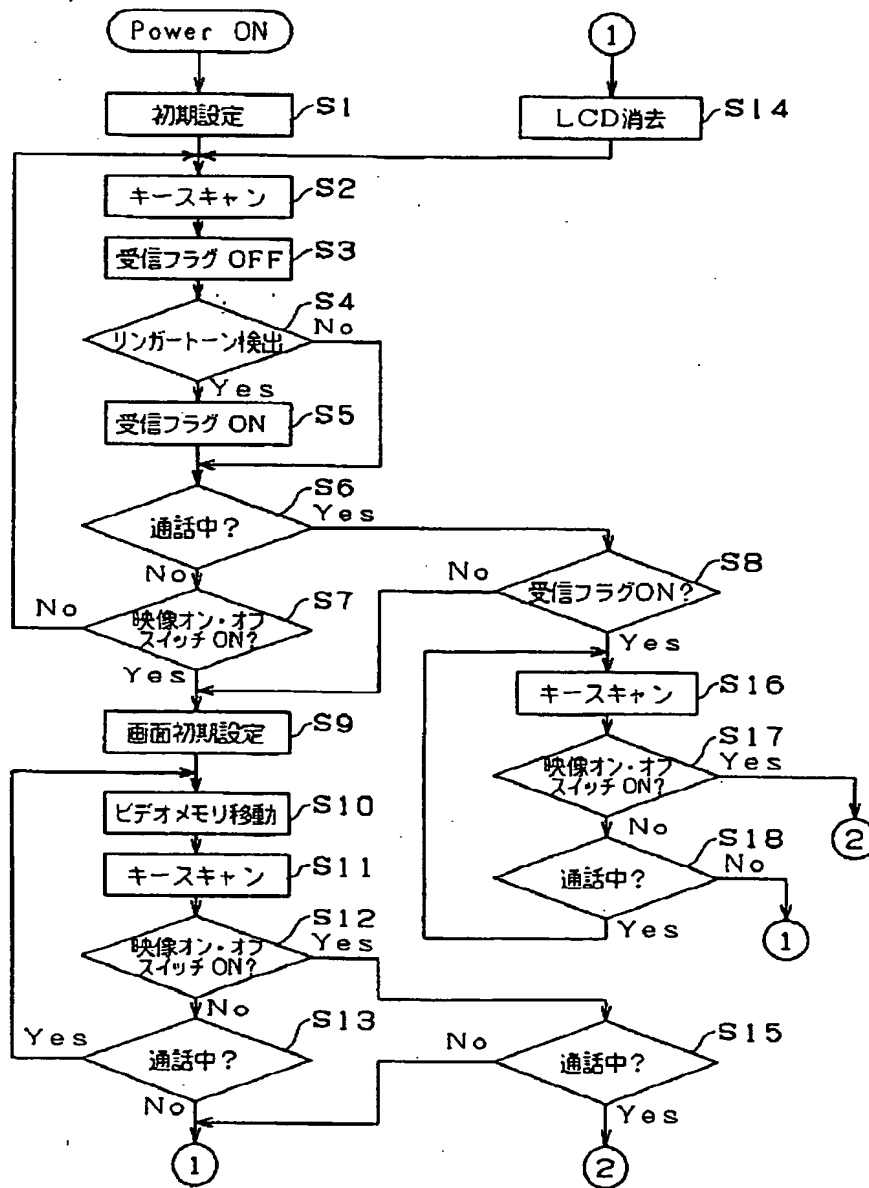 Power ON
初期設定
S1
キースキャン
S2
受信フラグ OFF
S3
リンガートーン検出
S4
No
Yes
受信フラグ ON
S5
通話中?
S6
Yes
No
映像オン・オフ
スイッチ ON?
S7
No
Yes
画面初期設定
S9
ビデオメモリ移動
S10
キースキャン
S11
映像オン・オフ
スイッチ ON?
S12
Yes
No
通話中?
S13
Yes
No
1
1
LCD消去
S14
受信フラグON?
S8
No
Yes
キースキャン
S16
映像オン・オフ
スイッチ ON?
S17
Yes
2
No
通話中?
S18
No
1
Yes
通話中?
S15
No
Yes
2